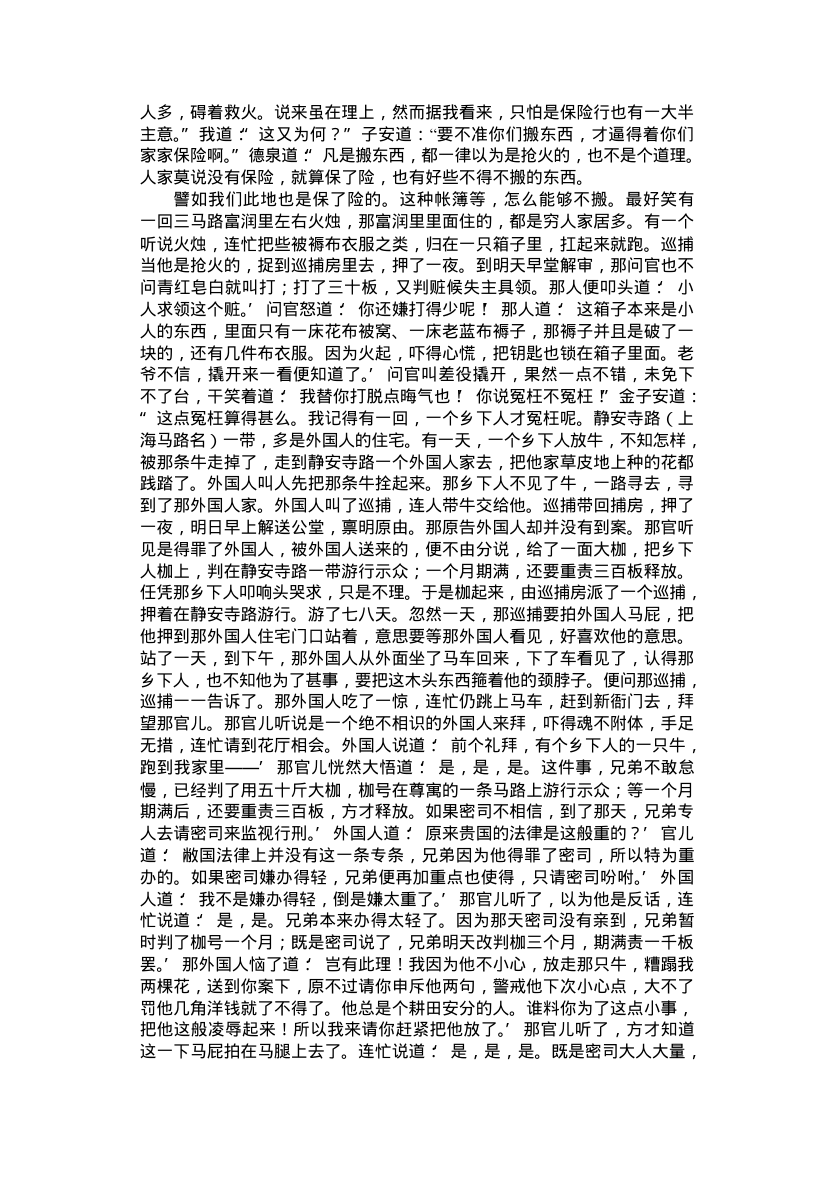 人多，碍着救火。说来虽在理上，然而据我看来，只怕是保险行也有一大半
主意。”我道：“这又为何？”子安道：“要不准你们搬东西，才逼得着你们
家家保险啊。”德泉道：“凡是搬东西，都一律以为是抢火的，也不是个道理。
人家莫说没有保险，就算保了险，也有好些不得不搬的东西。
譬如我们此地也是保了险的。这种帐簿等，怎么能够不搬。最好笑有
一回三马路富润里左右火烛，那富润里里面住的，都是穷人家居多。有一个
听说火烛，连忙把些被褥布衣服之类，归在一只箱子里，扛起来就跑。巡捕
当他是抢火的，捉到巡捕房里去，押了一夜。到明天早堂解审，那问官也不
问青红皂白就叫打；打了三十板，又判赃候失主具领。那人便叩头道：‘小
人求领这个赃。’问官怒道：‘你还嫌打得少呢！’那人道：‘这箱子本来是小
人的东西，里面只有一床花布被窝、一床老蓝布褥子，那褥子并且是破了一
块的，还有几件布衣服。因为火起，吓得心慌，把钥匙也锁在箱子里面。老
爷不信，撬开来一看便知道了。’问官叫差役撬开，果然一点不错，未免下
不了台，干笑着道：‘我替你打脱点晦气也！’你说冤枉不冤枉！”金子安道：
“这点冤枉算得甚么。我记得有一回，一个乡下人才冤枉呢。静安寺路（上
海马路名）一带，多是外国人的住宅。有一天，一个乡下人放牛，不知怎样，
被那条牛走掉了，走到静安寺路一个外国人家去，把他家草皮地上种的花都
践踏了。外国人叫人先把那条牛拴起来。那乡下人不见了牛，一路寻去，寻
到了那外国人家。外国人叫了巡捕，连人带牛交给他。巡捕带回捕房，押了
一夜，明日早上解送公堂，禀明原由。那原告外国人却并没有到案。那官听
见是得罪了外国人，被外国人送来的，便不由分说，给了一面大枷，把乡下
人枷上，判在静安寺路一带游行示众；一个月期满，还要重责三百板释放。
任凭那乡下人叩响头哭求，只是不理。于是枷起来，由巡捕房派了一个巡捕，
押着在静安寺路游行。游了七八天。忽然一天，那巡捕要拍外国人马屁，把
他押到那外国人住宅门口站着，意思要等那外国人看见，好喜欢他的意思。
站了一天，到下午，那外国人从外面坐了马车回来，下了车看见了，认得那
乡下人，也不知他为了甚事，要把这木头东西箍着他的颈脖子。便问那巡捕，
巡捕一一告诉了。那外国人吃了一惊，连忙仍跳上马车，赶到新衙门去，拜
望那官儿。那官儿听说是一个绝不相识的外国人来拜，吓得魂不附体，手足
无措，连忙请到花厅相会。外国人说道：‘前个礼拜，有个乡下人的一只牛，
跑到我家里——’那官儿恍然大悟道：‘是，是，是。这件事，兄弟不敢怠
慢，已经判了用五十斤大枷，枷号在尊寓的一条马路上游行示众；等一个月
期满后，还要重责三百板，方才释放。如果密司不相信，到了那天，兄弟专
人去请密司来监视行刑。’外国人道：‘原来贵国的法律是这般重的？’官儿
道：‘敝国法律上并没有这一条专条，兄弟因为他得罪了密司，所以特为重
办的。如果密司嫌办得轻，兄弟便再加重点也使得，只请密司吩咐。’外国
人道：‘我不是嫌办得轻，倒是嫌太重了。’那官儿听了，以为他是反话，连
忙说道：‘是，是。兄弟本来办得太轻了。因为那天密司没有亲到，兄弟暂
时判了枷号一个月；既是密司说了，兄弟明天改判枷三个月，期满责一千板
罢。’那外国人恼了道：‘岂有此理！我因为他不小心，放走那只牛，糟蹋我
两棵花，送到你案下，原不过请你申斥他两句，警戒他下次小心点，大不了
罚他几角洋钱就了不得了。他总是个耕田安分的人。谁料你为了这点小事，
把他这般凌辱起来！所以我来请你赶紧把他放了。’那官儿听了，方才知道
这一下马屁拍在马腿上去了。连忙说道：‘是，是，是。既是密司大人大量，